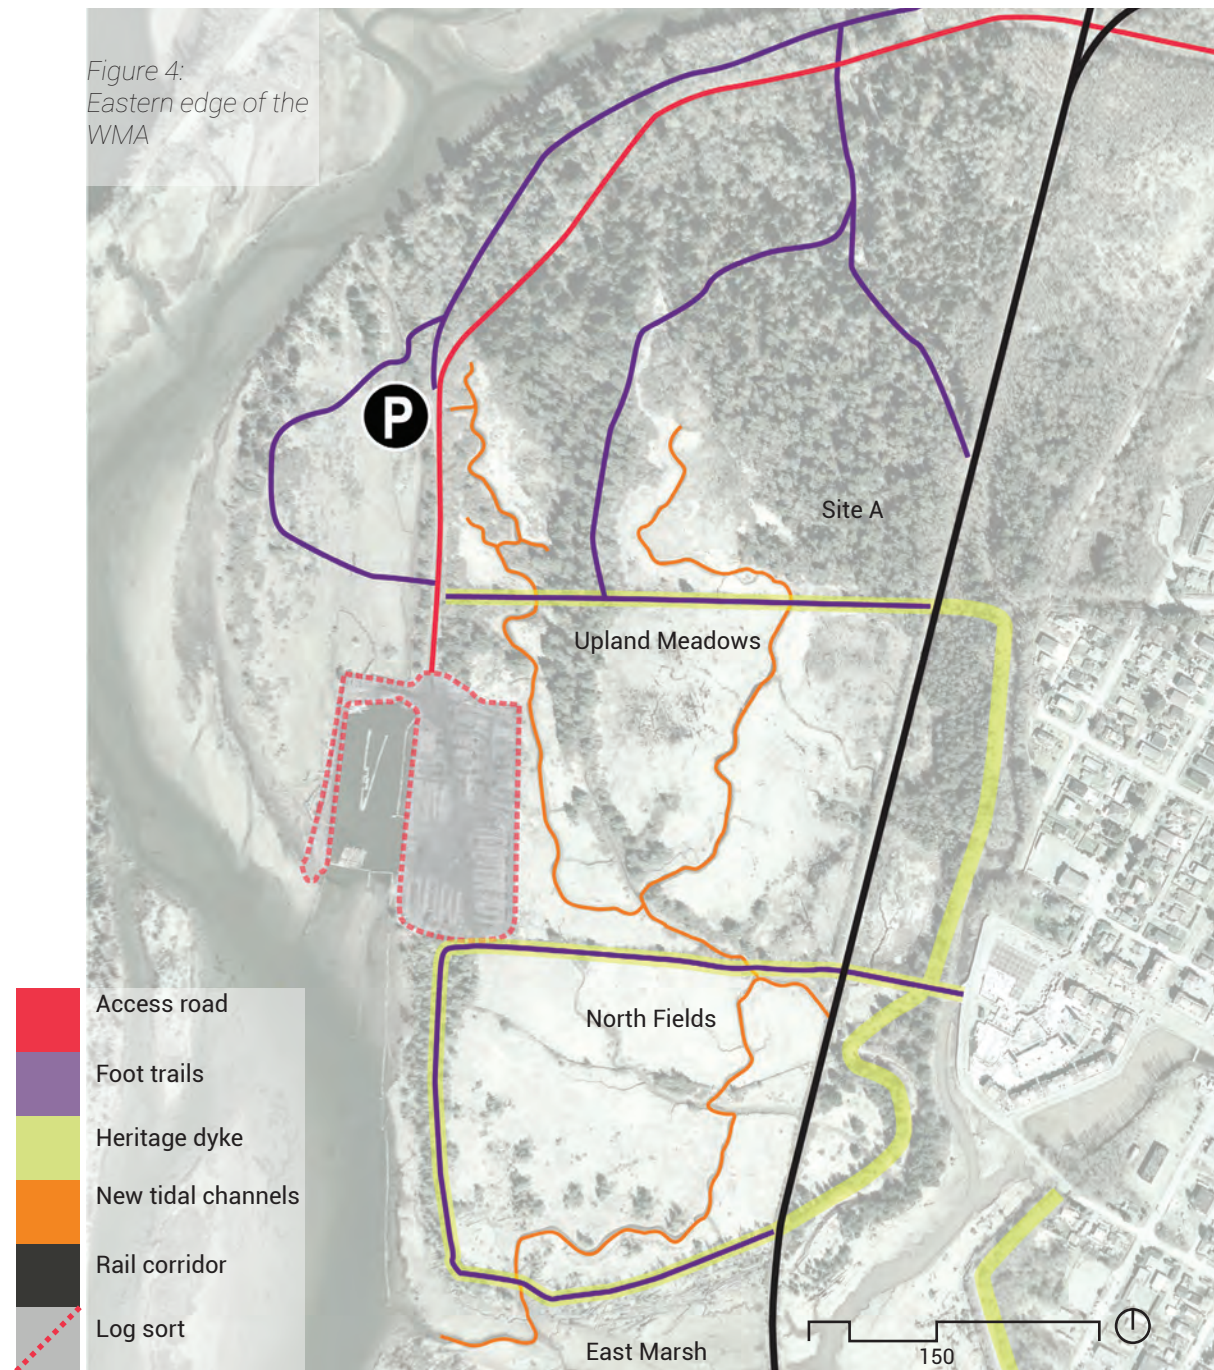 Figure 4:
Eastern edge of the
WMA
P
Site A
Upland Meadows
North Fields
East Marsh
Access road
Foot trails
Heritage dyke
New tidal channels
Rail corridor
Log sort
150